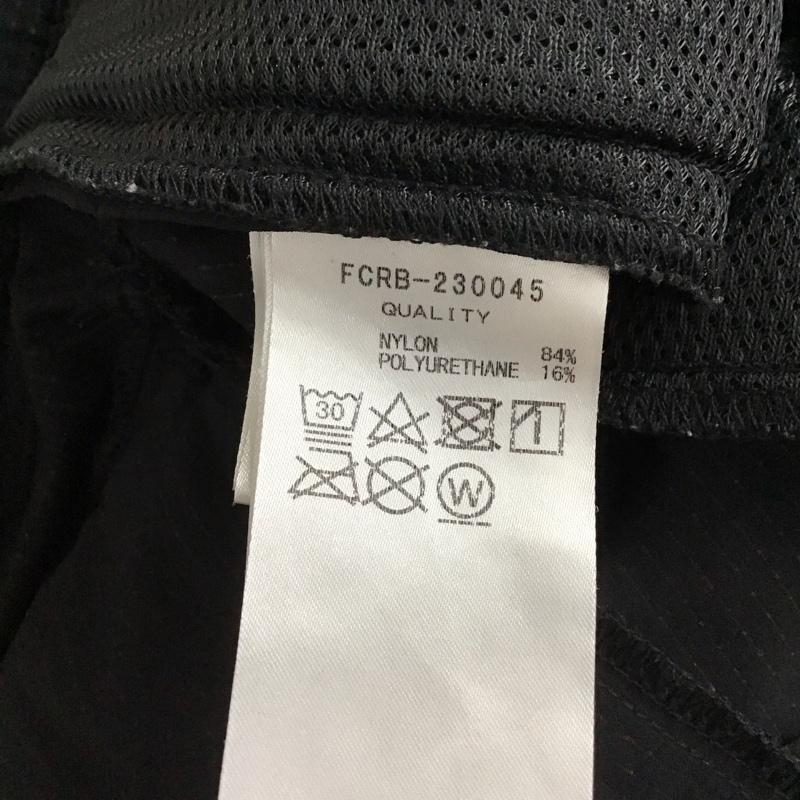 FCRB-230045
QUALITY
NYLON 84%
POLYURETHANE 16%
30
W